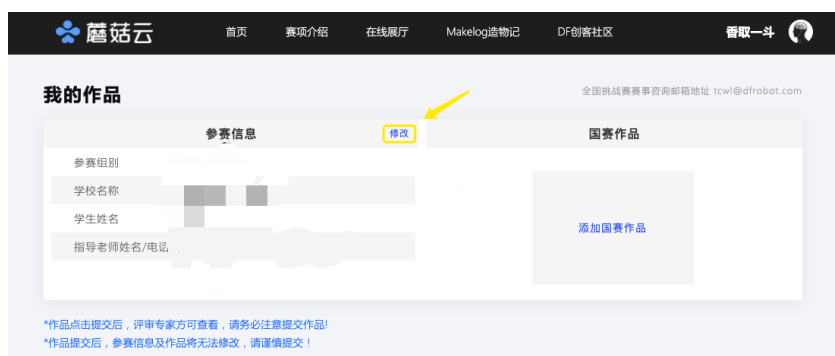 蘑菇云 首页 赛项介绍 在线展厅 Makelog造物记 DF创客社区 香取一斗
我的作品 全国挑战赛赛事咨询邮箱地址 tcwl@dfrobot.com
参赛信息 修改 国赛作品
参赛组别
学校名称
学生姓名
添加国赛作品
指导老师姓名/电话
*作品点击提交后，评审专家方可查看，请务必注意提交作品!
*作品提交后，参赛信息及作品将无法修改，请谨慎提交！